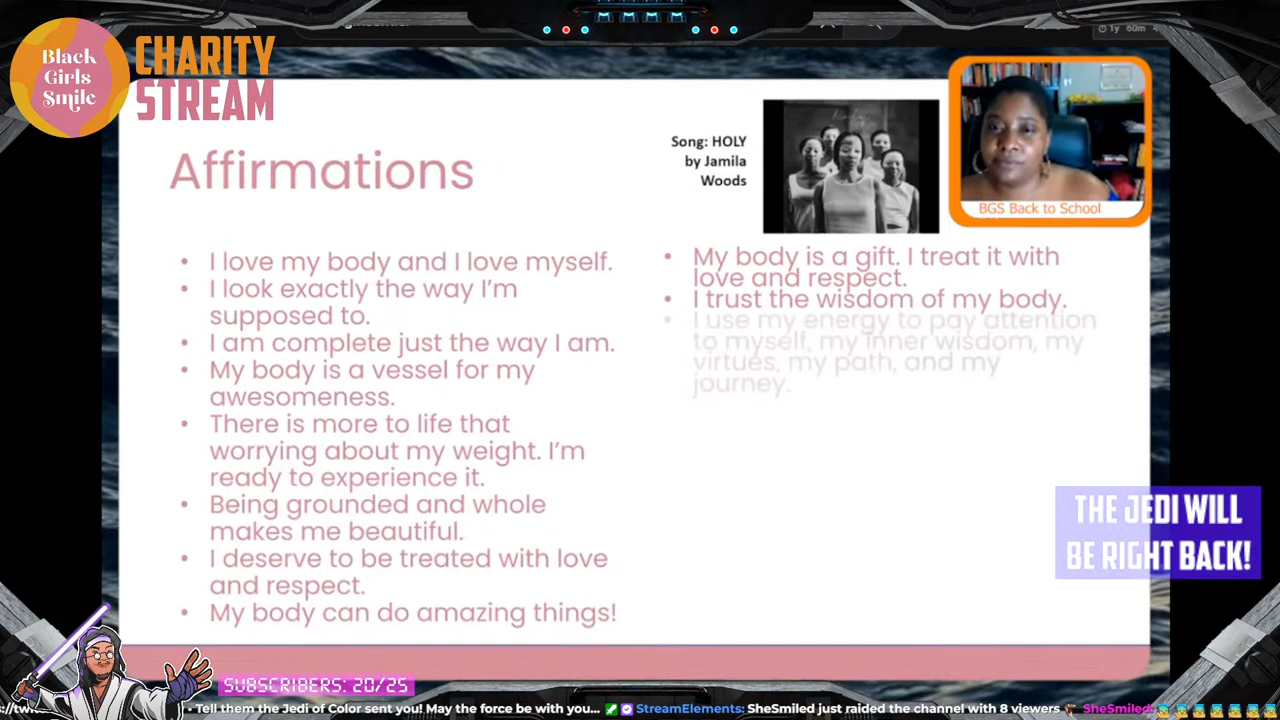 Black
Girls
Smile
CHARITY
STREAM
Affirmations
Song: HOLY
by Jamila
Woods
BGS Back to School
• I love my body and I love myself.
• I look exactly the way I'm
supposed to.
• I am complete just the way I am.
• My body is a vessel for my
awesomeness.
• There is more to life that
worrying about my weight. I'm
ready to experience it.
• Being grounded and whole
makes me beautiful.
• I deserve to be treated with love
and respect.
• My body can do amazing things!
• My body is a gift. I treat it with
love and respect.
• I trust the wisdom of my body.
• I use my energy to pay attention
to myself, my inner wisdom, my
virtues, my path, and my
journey.
THE JEDI WILL
BE RIGHT BACK!
SUBSCRIBERS: 20/25
• Tell them the Jedi of Color sent you! May the force be with you... StreamElements: SheSmiled just raided the channel with 8 viewers SheSmiled: